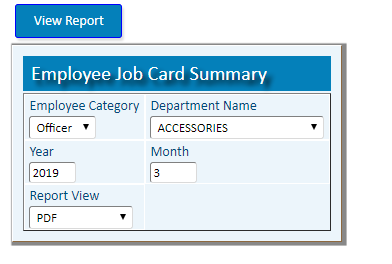 View Report
Employee Job Card Summary
Employee Category Department Name
Officer ACCESSORIES
Year Month
2019 3
Report View
PDF